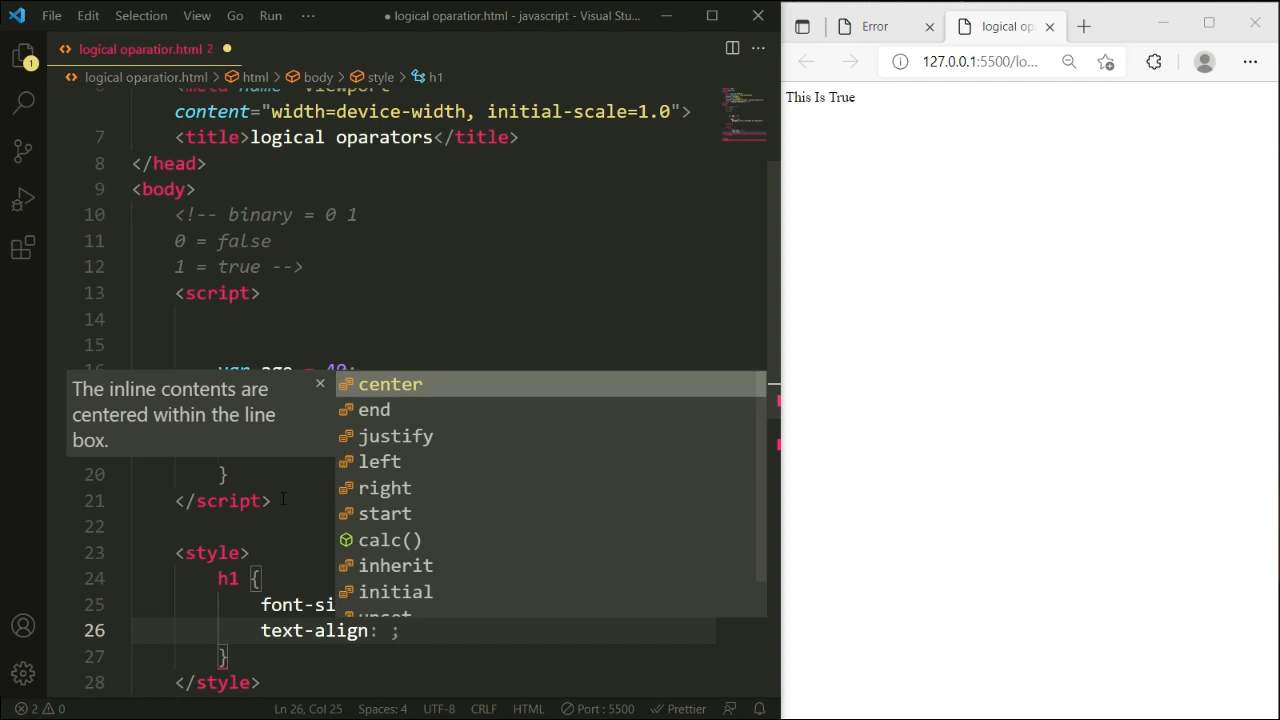 File Edit Selection View Go Run ··· ● logical oparatior.html - javascript - Visual Stu...
logical oparatior.html 2
logical oparatior.html > html > body > style > h1
content="width=device-width, initial-scale=1.0">
7 <title>logical oparators</title>
8 </head>
9 <body>
10 <!-- binary = 0 1
11 0 = false
12 1 = true -->
13 <script>
14
15
16 var age = 40;
The inline contents are
centered within the line
box.
center
end
justify
left
right
start
calc()
inherit
initial
unset
20 }
21 </script>
22
23 <style>
24 h1 {
25 font-si
26 text-align: ;
27 }
28 </style>
1
2 0 Ln 26, Col 25 Spaces: 4 UTF-8 CRLF HTML Port : 5500 Prettier
Error logical op
127.0.0.1:5500/lo...
This Is True